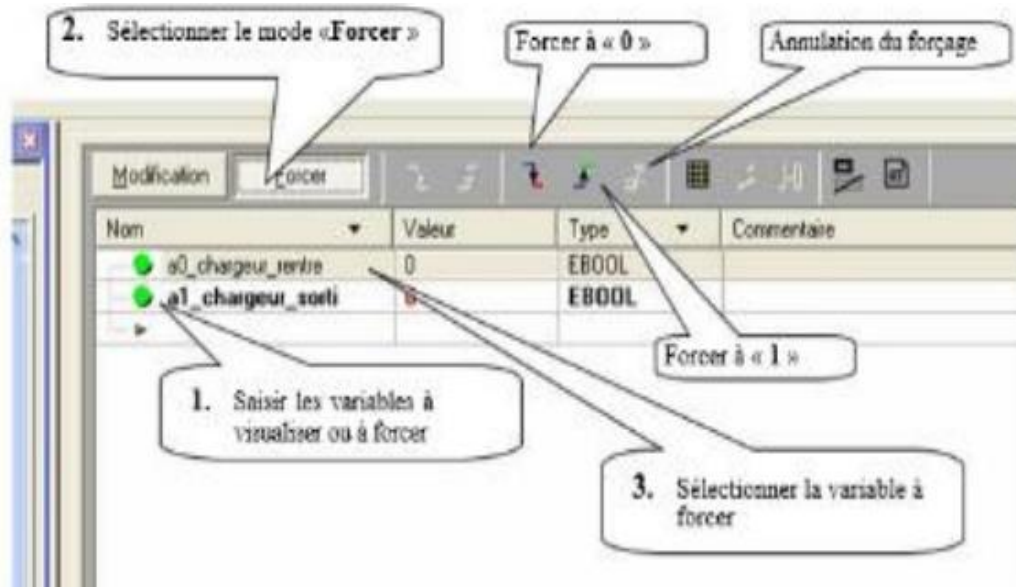 2. Sélectionner le mode «Forcer »
Forcer à « 0 »
Annulation du forçage
Modification
Forcer
Nom
Valeur
Type
Commentaire
a0_chargeur_rentre
0
EBOOL
a1_chargeur_sorti
0
EBOOL
Forcer à « 1 »
1. Saisir les variables à
visualiser ou à forcer
3. Sélectionner la variable à
forcer